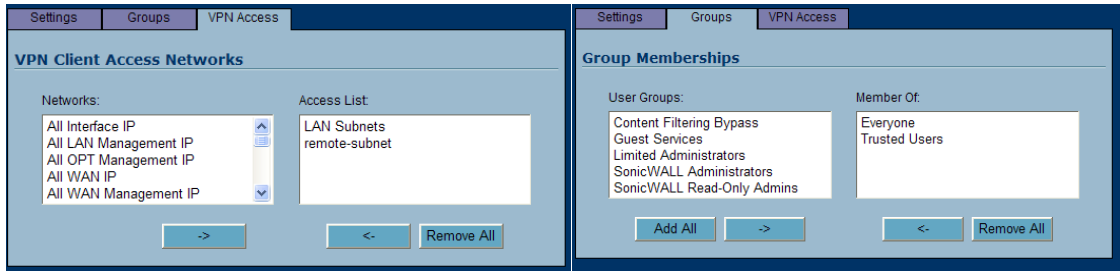 Settings
Groups
VPN Access
VPN Client Access Networks
Networks:
All Interface IP
All LAN Management IP
All OPT Management IP
All WAN IP
All WAN Management IP
->
Access List:
LAN Subnets
remote-subnet
<-
Remove All
Settings
Groups
VPN Access
Group Memberships
User Groups:
Content Filtering Bypass
Guest Services
Limited Administrators
SonicWALL Administrators
SonicWALL Read-Only Admins
Add All
->
Member Of:
Everyone
Trusted Users
<-
Remove All